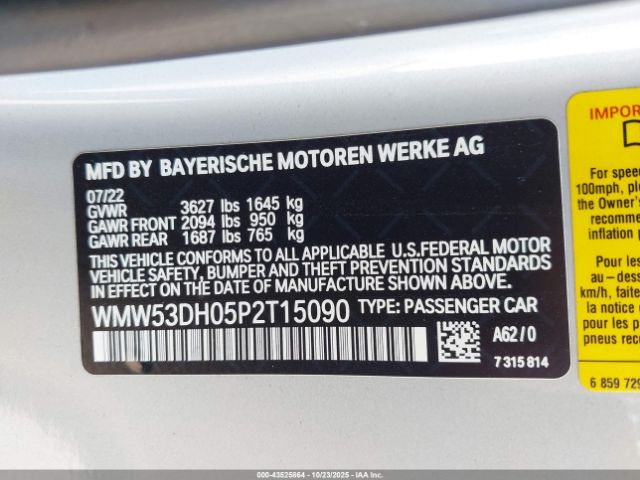 MFD BY BAYERISCHE MOTOREN WERKE AG
07/22
GVWR 3627 lbs 1645 kg
GAWR FRONT 2094 lbs 950 kg
GAWR REAR 1687 lbs 765 kg
THIS VEHICLE CONFORMS TO ALL APPLICABLE U.S.FEDERAL MOTOR
VEHICLE SAFETY, BUMPER AND THEFT PREVENTION STANDARDS
IN EFFECT ON THE DATE OF MANUFACTURE SHOWN ABOVE.
WMW53DH05P2T15090 TYPE: PASSENGER CAR
A62/0
7 315 814
IMPOR
For speed
100mph, ple
the Owner's
recomme
inflation p
Pour les
au-dess
km/h, faite
la notice
pour les
pneus reco
6 859 729
000-43525864 10/23/2025 IAAI, Inc.